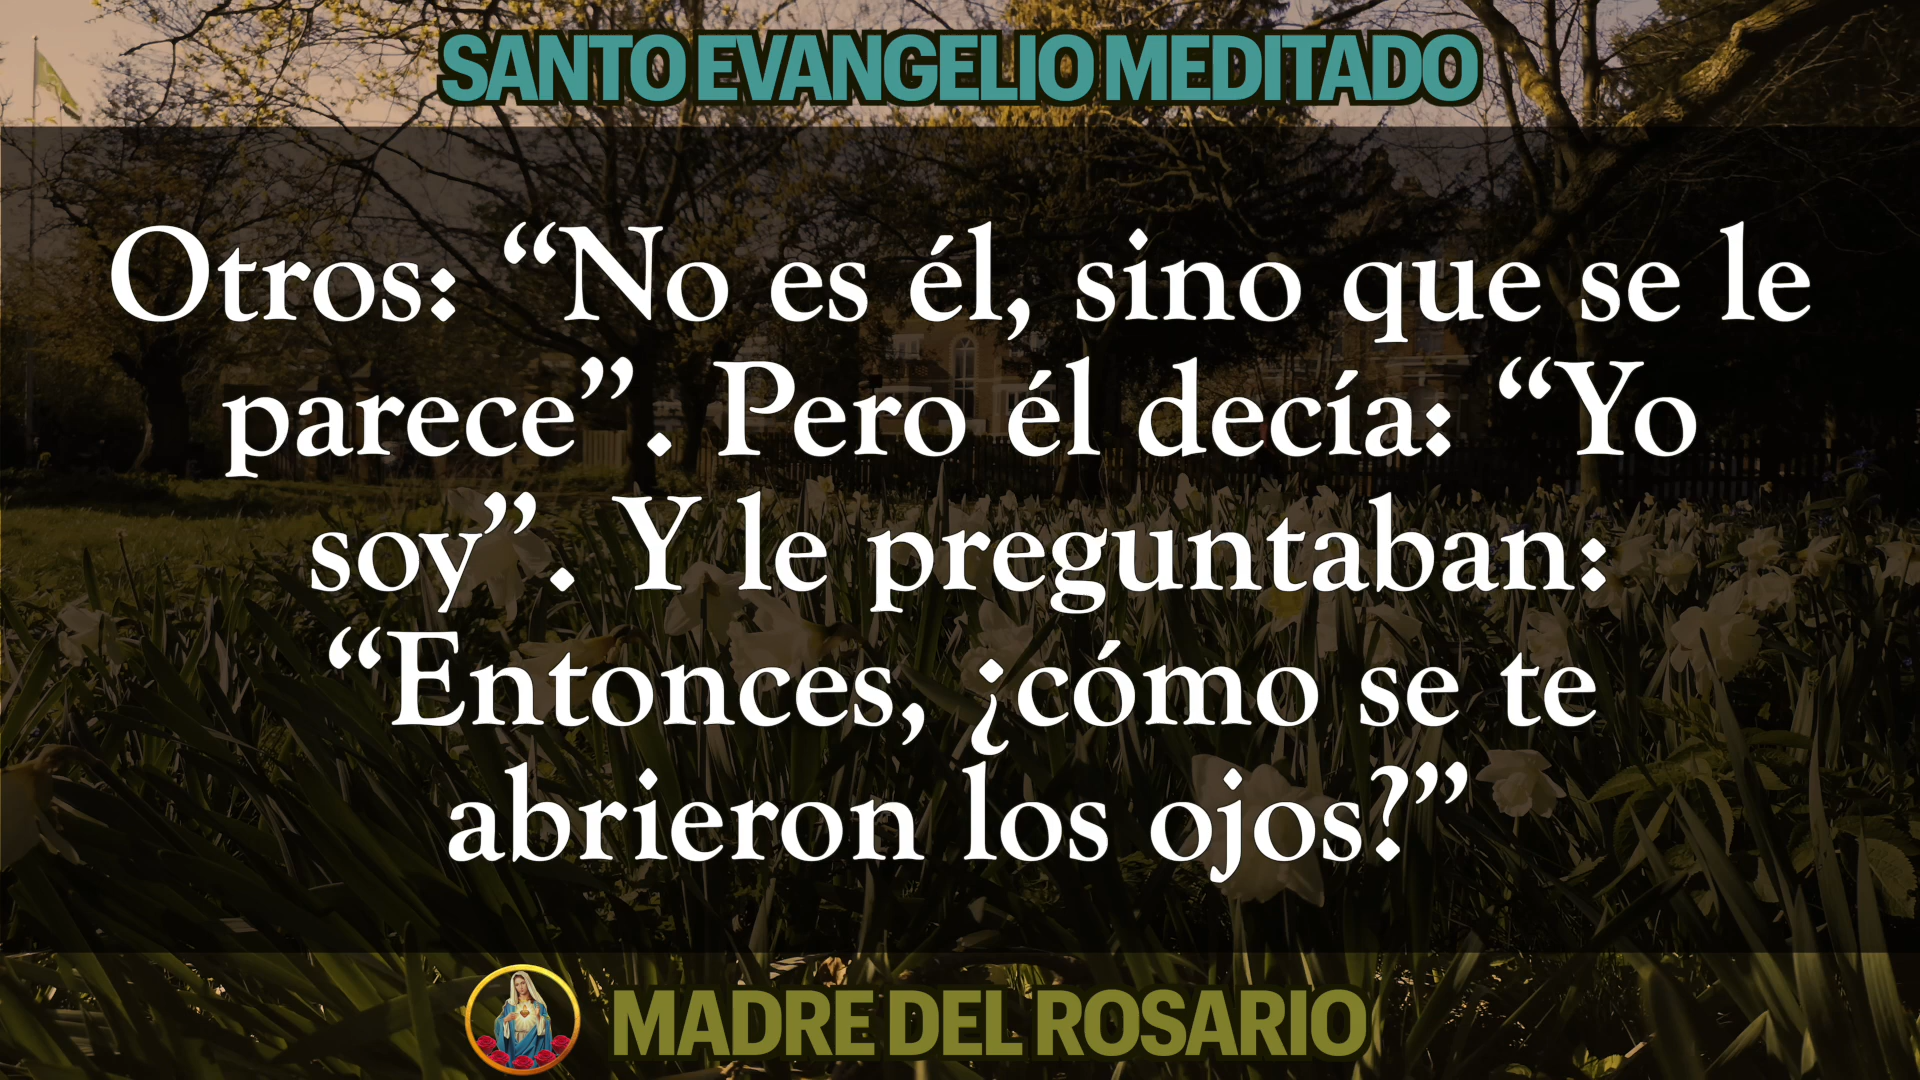 SANTO EVANGELIO MEDITADO
Otros: “No es él, sino que se le
parece”. Pero él decía: “Yo
soy”. Y le preguntaban:
“Entonces, ¿cómo se te
abrieron los ojos?”
MADRE DEL ROSARIO